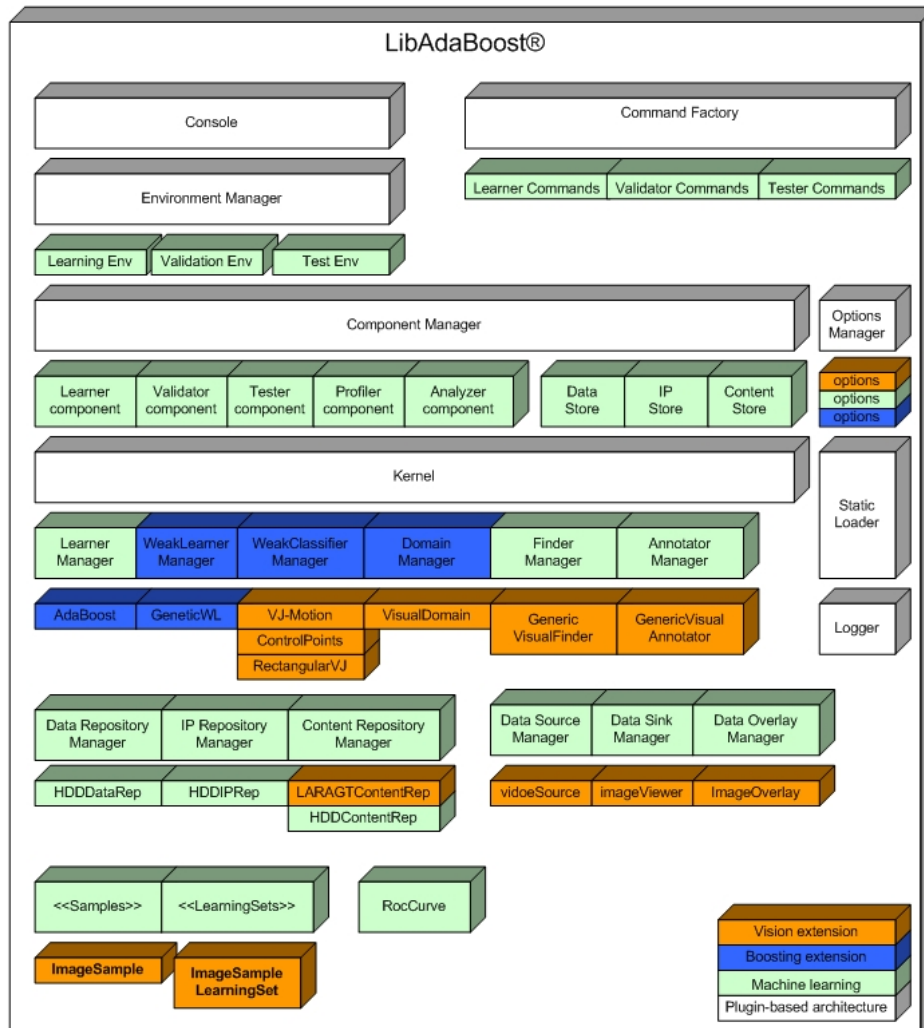 LibAdaBoost®
Console
Command Factory
Learner Commands
Validator Commands
Tester Commands
Environment Manager
Learning Env
Validation Env
Test Env
Component Manager
Options
Manager
Learner
component
Validator
component
Tester
component
Profiler
component
Analyzer
component
Data
Store
IP
Store
Content
Store
options
options
options
Kernel
Static
Loader
Learner
Manager
WeakLearner
Manager
WeakClassifier
Manager
Domain
Manager
Finder
Manager
Annotator
Manager
AdaBoost
GeneticWL
VJ-Motion
ControlPoints
RectangularVJ
VisualDomain
Generic
VisualFinder
GenericVisual
Annotator
Logger
Data Repository
Manager
IP Repository
Manager
Content Repository
Manager
Data Source
Manager
Data Sink
Manager
Data Overlay
Manager
HDDDataRep
HDDIPRep
LARAGTContentRep
HDDContentRep
vidoeSource
imageViewer
ImageOverlay
<<Samples>>
<<LearningSets>>
RocCurve
ImageSample
ImageSample
LearningSet
Vision extension
Boosting extension
Machine learning
Plugin-based architecture